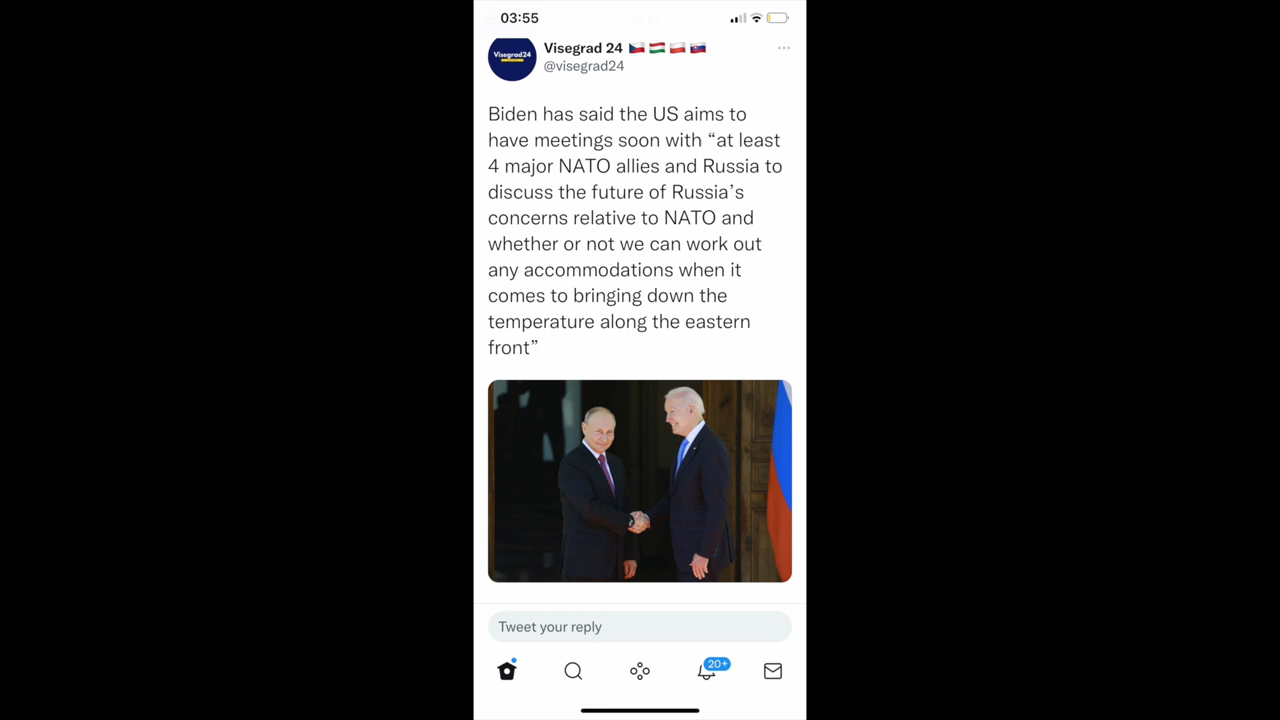 03:55
Visegrad24
Visegrad 24
@visegrad24
Biden has said the US aims to
have meetings soon with “at least
4 major NATO allies and Russia to
discuss the future of Russia’s
concerns relative to NATO and
whether or not we can work out
any accommodations when it
comes to bringing down the
temperature along the eastern
front”
Tweet your reply
20+